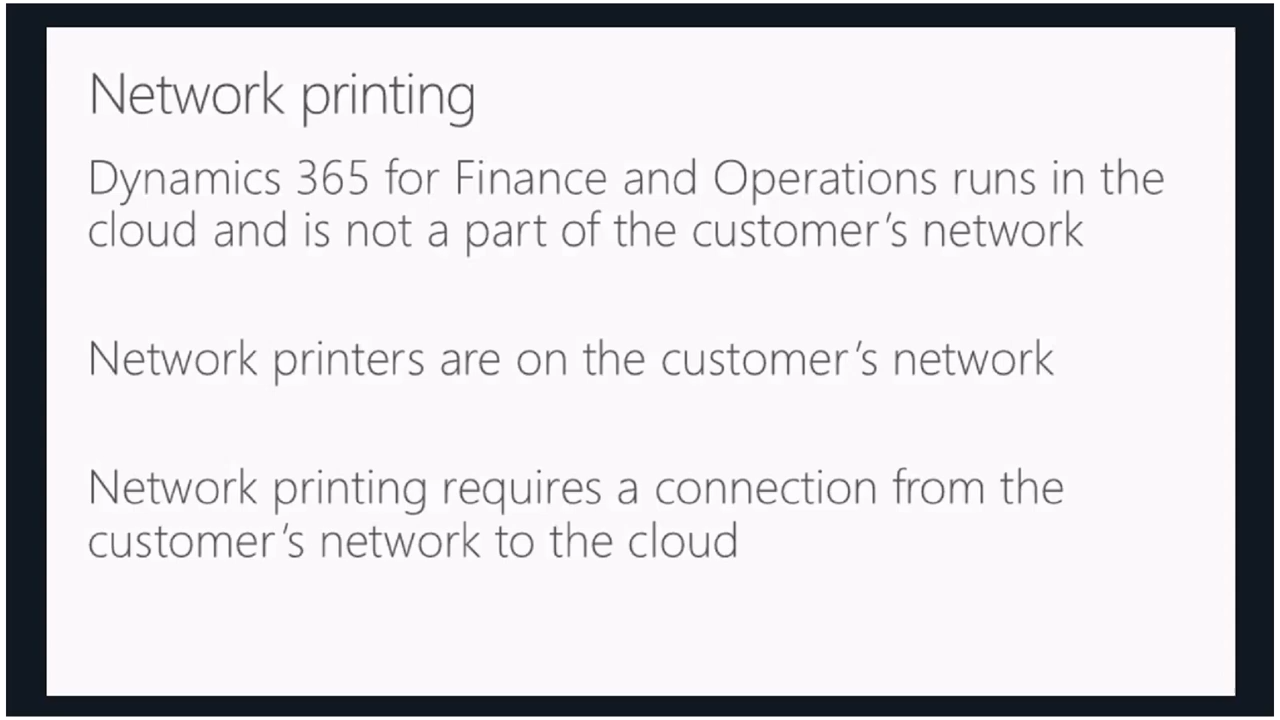 Network printing
Dynamics 365 for Finance and Operations runs in the
cloud and is not a part of the customer's network
Network printers are on the customer's network
Network printing requires a connection from the
customer's network to the cloud